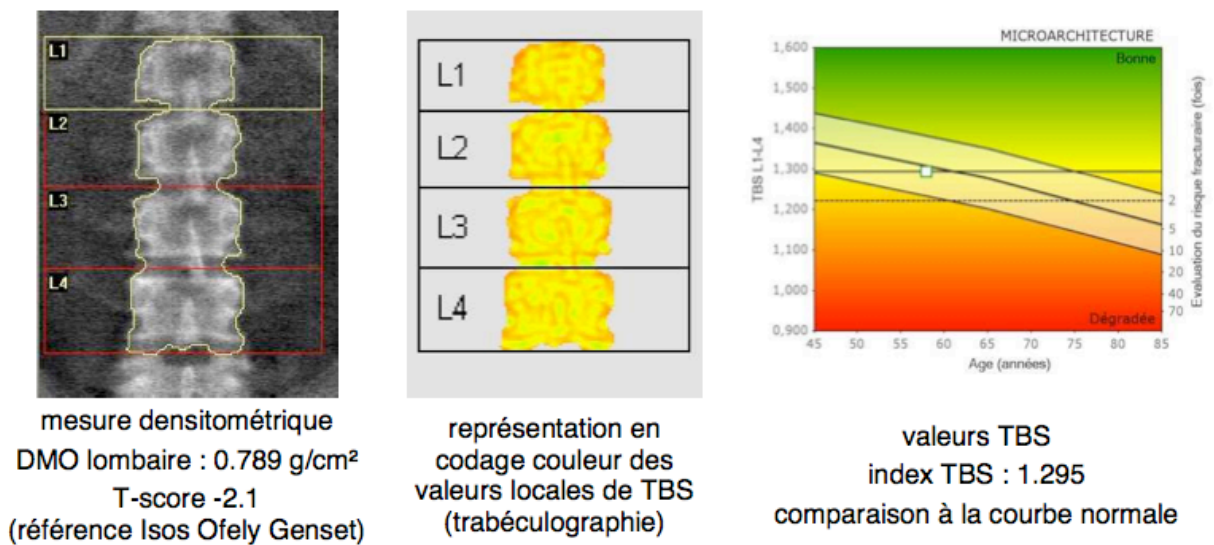 L1
L2
L3
L4
mesure densitométrique
DMO lombaire : 0.789 g/cm²
T-score -2.1
(référence Isos Ofely Genset)
L1
L2
L3
L4
représentation en
codage couleur des
valeurs locales de TBS
(trabéculographie)
MICROARCHITECTURE
Bonne
1,600
1,500
1,400
1,300
1,200
1,100
1,000
0,900
TBS L1-L4
2
5
10
20
40
70
Evaluation du risque fracturaire (fois)
Dégradée
45 50 55 60 65 70 75 80 85
Age (années)
valeurs TBS
index TBS : 1.295
comparaison à la courbe normale